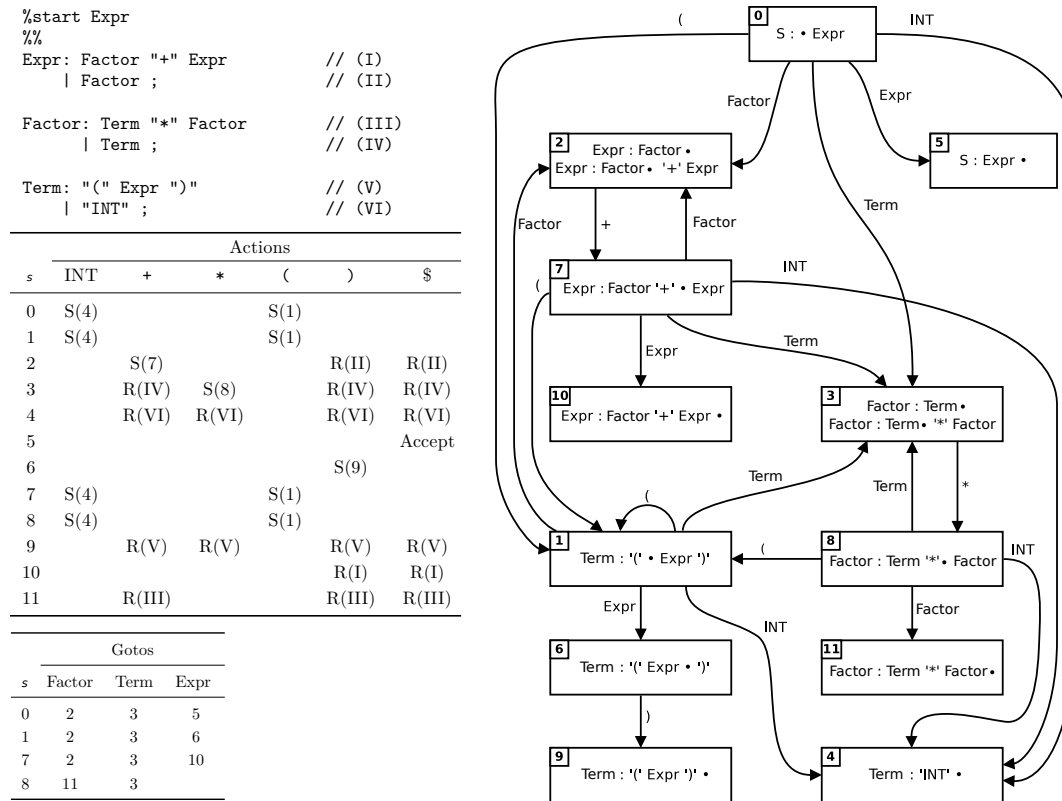 %start Expr
%%
Expr: Factor "+" Expr // (I)
| Factor ; // (II)
Factor: Term "*" Factor // (III)
| Term ; // (IV)
Term: "(" Expr ")" // (V)
| "INT" ; // (VI)
Actions
s INT + * ( ) $
0 S(4) S(1)
1 S(4) S(1)
2 S(7) R(II) R(II)
3 R(IV) S(8) R(IV) R(IV)
4 R(VI) R(VI) R(VI) R(VI)
5 Accept
6 S(9)
7 S(4) S(1)
8 S(4) S(1)
9 R(V) R(V) R(V) R(V)
10 R(I) R(I)
11 R(III) R(III) R(III)
Gotos
s Factor Term Expr
0 2 3 5
1 2 3 6
7 2 3 10
8 11 3
0
S : • Expr
(
INT
Factor
Expr
Term
2
Expr : Factor •
Expr : Factor • '+' Expr
5
S : Expr •
Factor
+
Factor
7
Expr : Factor '+' • Expr
(
INT
Expr
Term
10
Expr : Factor '+' Expr •
3
Factor : Term •
Factor : Term • '*' Factor
Term
Term
*
(
1
Term : '(' • Expr ')'
(
8
Factor : Term '*' • Factor
INT
Expr
INT
Factor
6
Term : '(' Expr • ')'
11
Factor : Term '*' Factor •
)
9
Term : '(' Expr ')' •
4
Term : 'INT' •